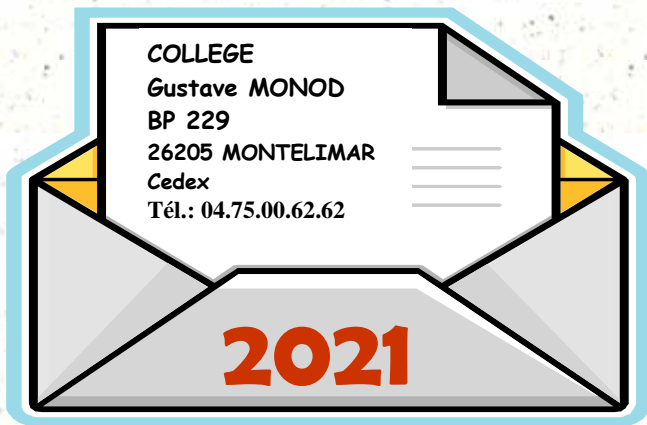 COLLEGE
Gustave MONOD
BP 229
26205 MONTELIMAR
Cedex
Tél.: 04.75.00.62.62
2021